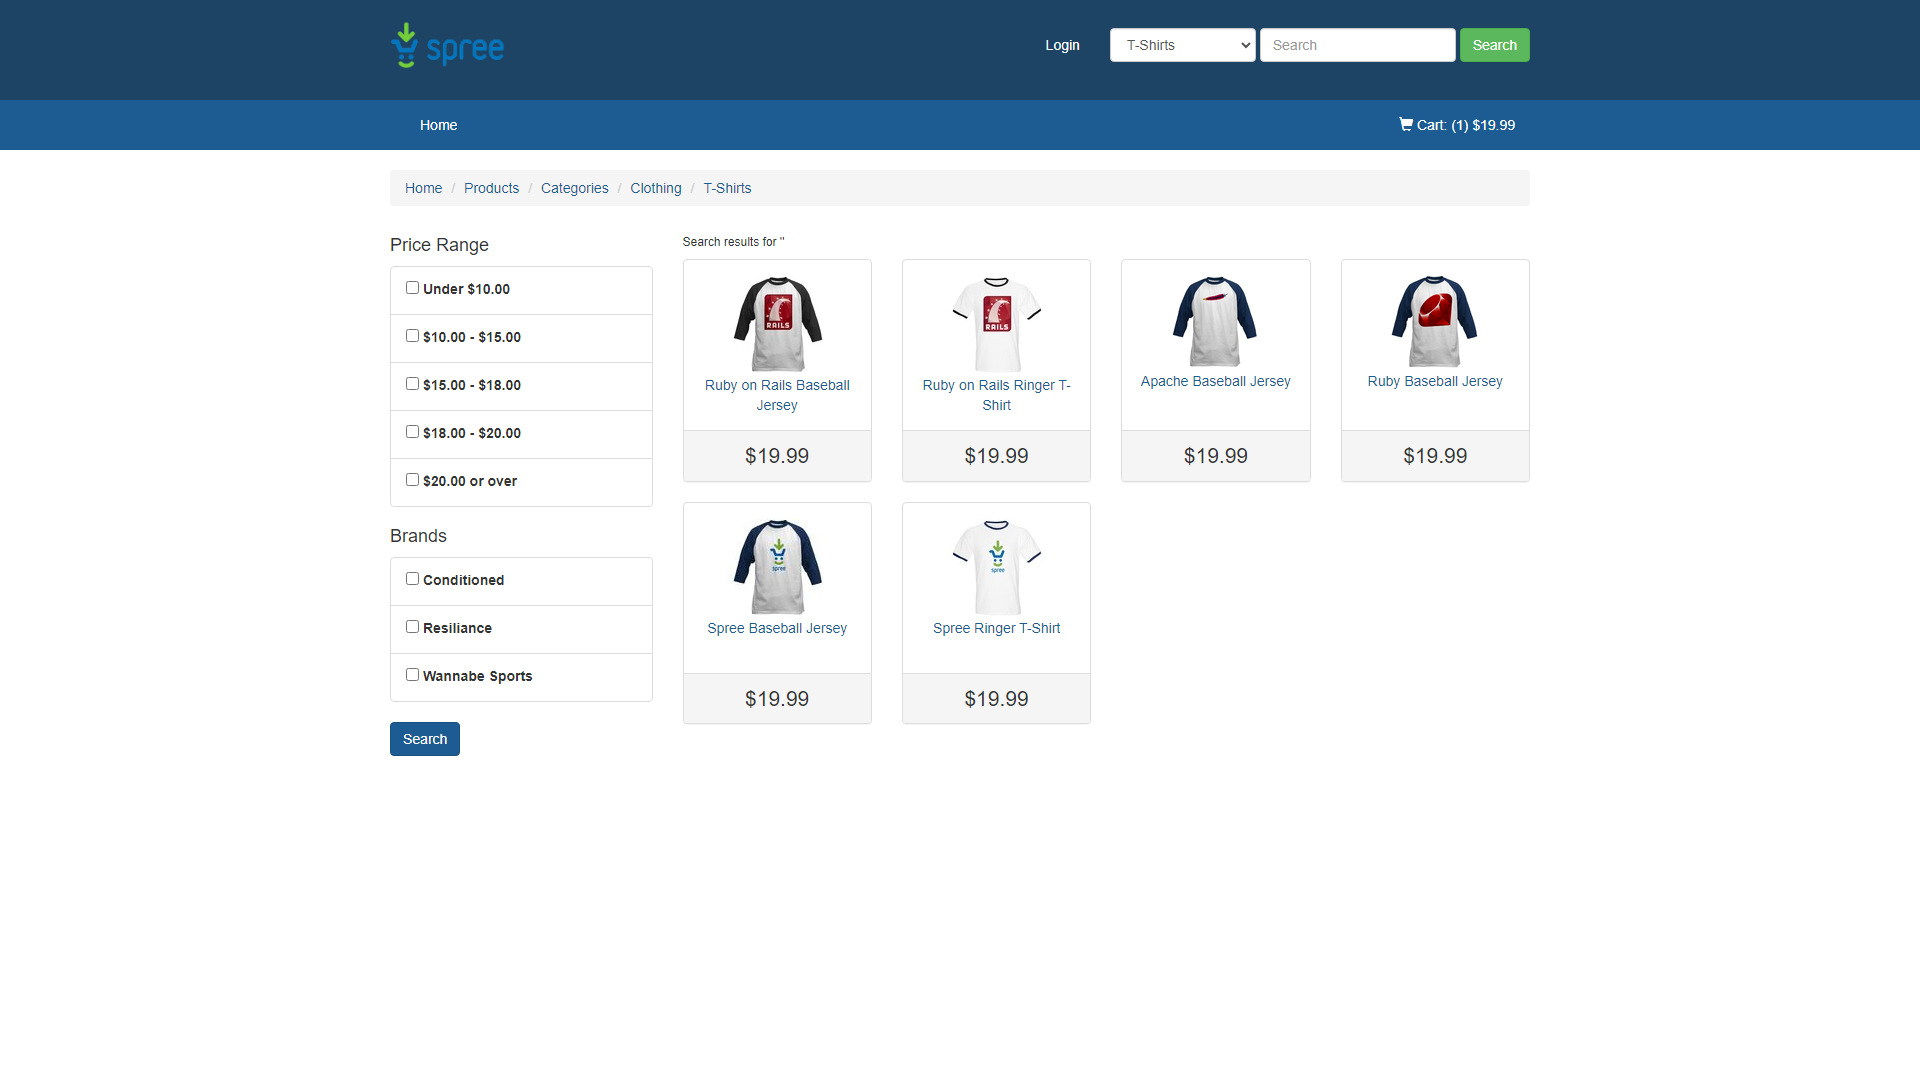 spree
Login
T-Shirts
Search
Search
Home
Cart: (1) $19.99
Home / Products / Categories / Clothing / T-Shirts
Price Range
Under $10.00
$10.00 - $15.00
$15.00 - $18.00
$18.00 - $20.00
$20.00 or over
Brands
Conditioned
Resiliance
Wannabe Sports
Search
Search results for ''
RAILS
Ruby on Rails Baseball
Jersey
$19.99
RAILS
Ruby on Rails Ringer T-
Shirt
$19.99
Apache Baseball Jersey
$19.99
Ruby Baseball Jersey
$19.99
spree
Spree Baseball Jersey
$19.99
spree
Spree Ringer T-Shirt
$19.99